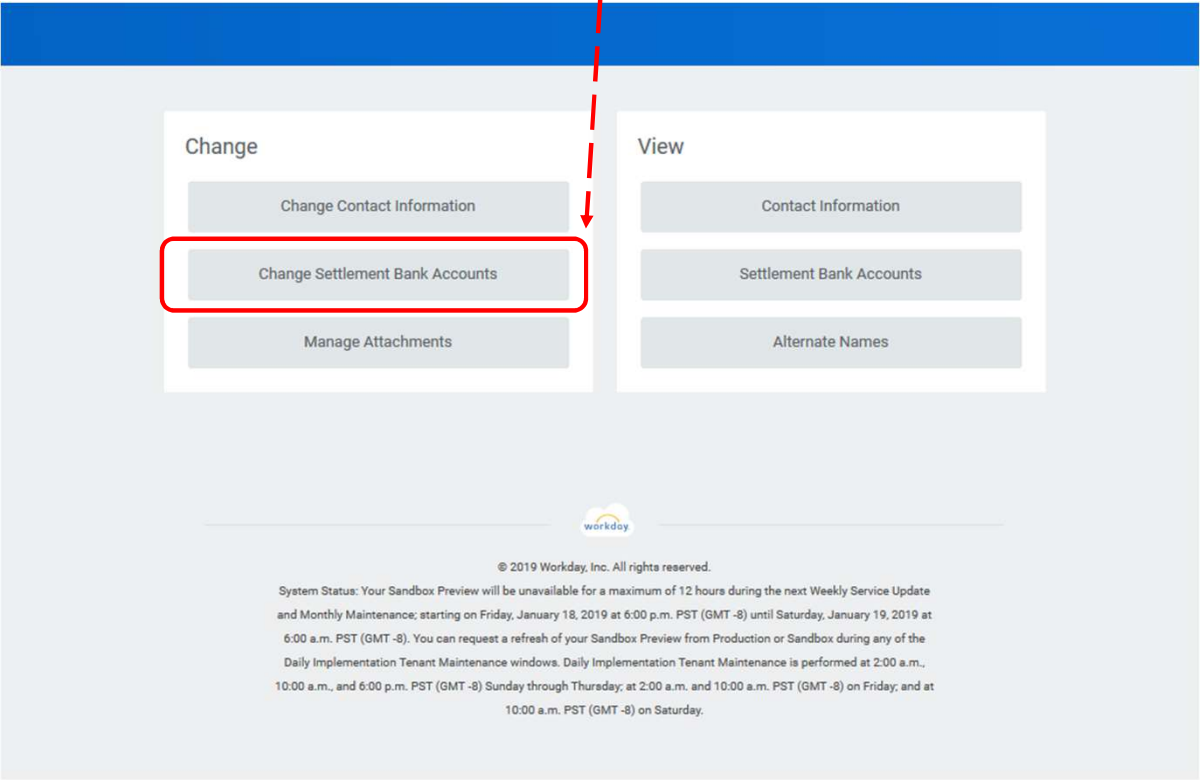 Change
Change Contact Information
Change Settlement Bank Accounts
Manage Attachments
View
Contact Information
Settlement Bank Accounts
Alternate Names
workday
© 2019 Workday, Inc. All rights reserved.
System Status: Your Sandbox Preview will be unavailable for a maximum of 12 hours during the next Weekly Service Update
and Monthly Maintenance; starting on Friday, January 18, 2019 at 6:00 p.m. PST (GMT -8) until Saturday, January 19, 2019 at
6:00 a.m. PST (GMT -8). You can request a refresh of your Sandbox Preview from Production or Sandbox during any of the
Daily Implementation Tenant Maintenance windows. Daily Implementation Tenant Maintenance is performed at 2:00 a.m.,
10:00 a.m., and 6:00 p.m. PST (GMT -8) Sunday through Thursday; at 2:00 a.m. and 10:00 a.m. PST (GMT -8) on Friday; and at
10:00 a.m. PST (GMT -8) on Saturday.